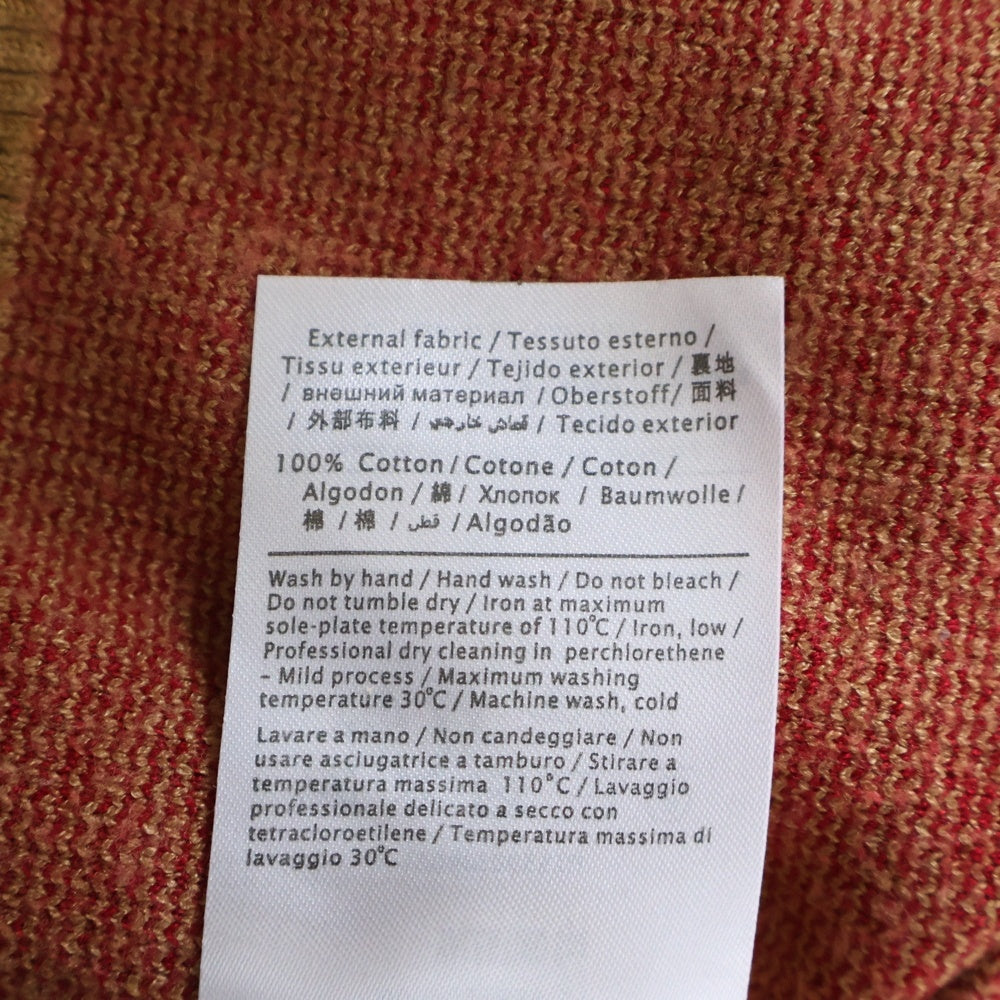 External fabric / Tessuto esterno /
Tissu exterieur / Tejido exterior / 裏地
/ внешний материал / Oberstoff/ 面料
/ 外部布料 / قماش خارجي / Tecido exterior
100% Cotton / Cotone / Coton /
Algodon / 綿 / Хлопок / Baumwolle /
棉 / 棉 / قطن / Algodão
Wash by hand / Hand wash / Do not bleach /
Do not tumble dry / Iron at maximum
sole-plate temperature of 110°C / Iron, low /
Professional dry cleaning in perchlorethene
- Mild process / Maximum washing
temperature 30°C / Machine wash, cold
Lavare a mano / Non candeggiare / Non
usare asciugatrice a tamburo / Stirare a
temperatura massima 110°C / Lavaggio
professionale delicato a secco con
tetracloroetilene / Temperatura massima di
lavaggio 30°C